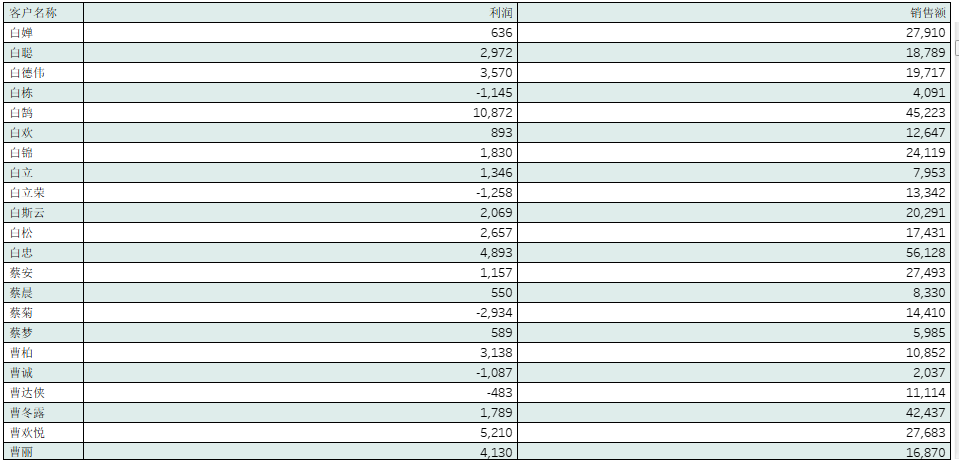 客户名称 利润 销售额
白婵 636 27,910
白聪 2,972 18,789
白德伟 3,570 19,717
白栋 -1,145 4,091
白鹄 10,872 45,223
白欢 893 12,647
白锦 1,830 24,119
白立 1,346 7,953
白立荣 -1,258 13,342
白斯云 2,069 20,291
白松 2,657 17,431
白忠 4,893 56,128
蔡安 1,157 27,493
蔡晨 550 8,330
蔡菊 -2,934 14,410
蔡梦 589 5,985
曹柏 3,138 10,852
曹诚 -1,087 2,037
曹达侠 -483 11,114
曹冬露 1,789 42,437
曹欢悦 5,210 27,683
曹丽 4,130 16,870